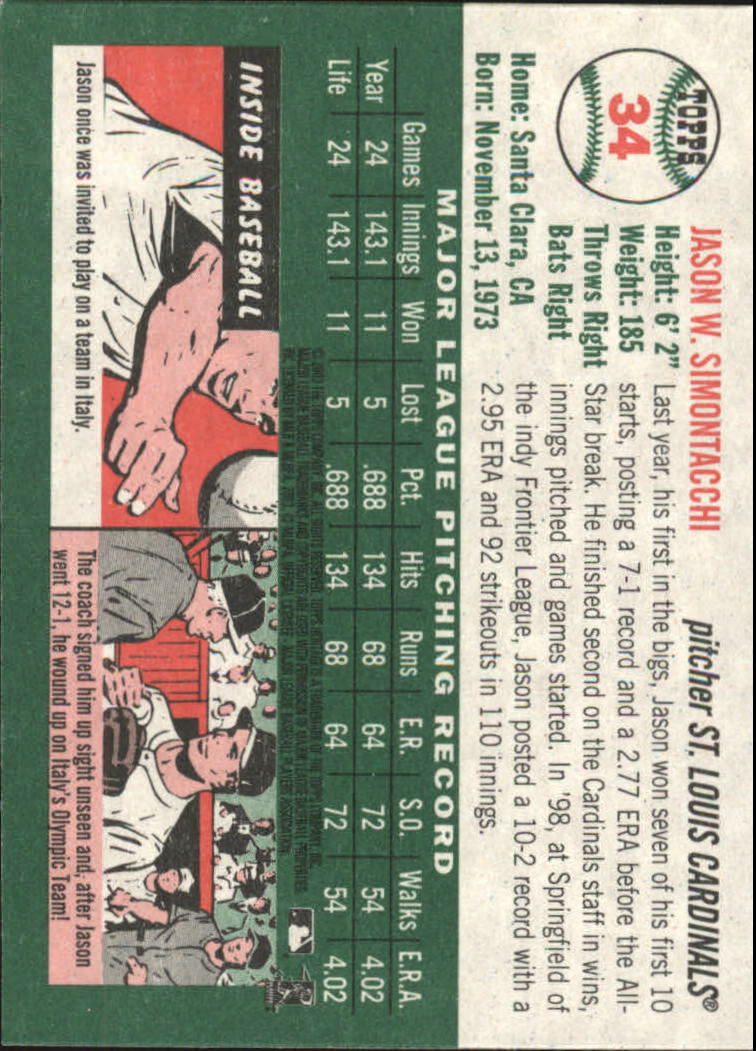 TOPPS
34
JASON W. SIMONTACCHI
pitcher ST. LOUIS CARDINALS®
Height: 6' 2"
Weight: 185
Throws Right
Bats Right
Home: Santa Clara, CA
Born: November 13, 1973
Last year, his first in the bigs, Jason won seven of his first 10
starts, posting a 7-1 record and a 2.77 ERA before the All-
Star break. He finished second on the Cardinals staff in wins,
innings pitched and games started. In '98, at Springfield of
the indy Frontier League, Jason posted a 10-2 record with a
2.95 ERA and 92 strikeouts in 110 innings.
MAJOR LEAGUE PITCHING RECORD
Games Innings Won Lost Pct. Hits Runs E.R. S.O. Walks E.R.A.
Year 24 143.1 11 5 .688 134 68 64 72 54 4.02
Life 24 143.1 11 5 .688 134 68 64 72 54 4.02
INSIDE BASEBALL
Jason once was invited to play on a team in Italy.
The coach signed him up sight unseen and, after Jason
went 12-1, he wound up on Italy's Olympic Team!